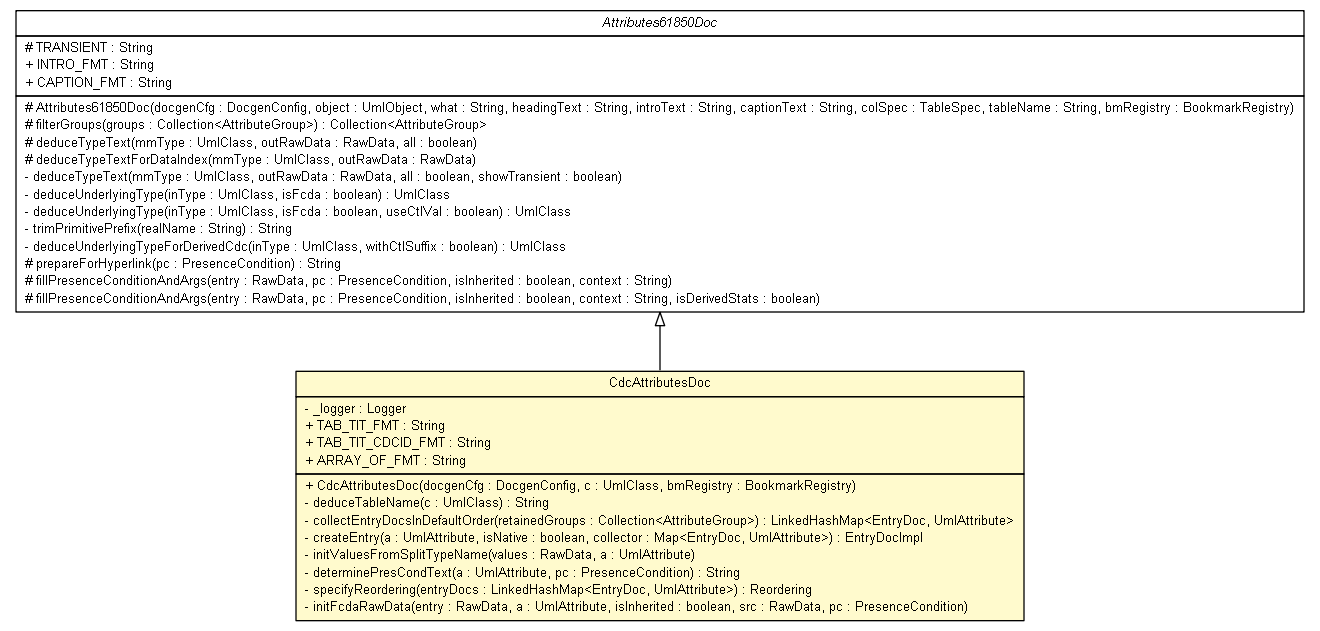 Attributes61850Doc
# TRANSIENT : String
+ INTRO_FMT : String
+ CAPTION_FMT : String
# Attributes61850Doc(docgenCfg : DocgenConfig, object : UmlObject, what : String, headingText : String, introText : String, captionText : String, colSpec : TableSpec, tableName : String, bmRegistry : BookmarkRegistry)
# filterGroups(groups : Collection<AttributeGroup>) : Collection<AttributeGroup>
# deduceTypeText(mmType : UmlClass, outRawData : RawData, all : boolean)
# deduceTypeTextForDataIndex(mmType : UmlClass, outRawData : RawData)
- deduceTypeText(mmType : UmlClass, outRawData : RawData, all : boolean, showTransient : boolean)
- deduceUnderlyingType(inType : UmlClass, isFcda : boolean) : UmlClass
- deduceUnderlyingType(inType : UmlClass, isFcda : boolean, useCtlVal : boolean) : UmlClass
- trimPrimitivePrefix(realName : String) : String
- deduceUnderlyingTypeForDerivedCdc(inType : UmlClass, withCtlSuffix : boolean) : UmlClass
# prepareForHyperlink(pc : PresenceCondition) : String
# fillPresenceConditionAndArgs(entry : RawData, pc : PresenceCondition, isInherited : boolean, context : String)
# fillPresenceConditionAndArgs(entry : RawData, pc : PresenceCondition, isInherited : boolean, context : String, isDerivedStats : boolean)
CdcAttributesDoc
- _logger : Logger
+ TAB_TIT_FMT : String
+ TAB_TIT_CDCID_FMT : String
+ ARRAY_OF_FMT : String
+ CdcAttributesDoc(docgenCfg : DocgenConfig, c : UmlClass, bmRegistry : BookmarkRegistry)
- deduceTableName(c : UmlClass) : String
- collectEntryDocsInDefaultOrder(retainedGroups : Collection<AttributeGroup>) : LinkedHashMap<EntryDoc, UmlAttribute>
- createEntry(a : UmlAttribute, isNative : boolean, collector : Map<EntryDoc, UmlAttribute>) : EntryDocImpl
- initValuesFromSplitTypeName(values : RawData, a : UmlAttribute)
- determinePresCondText(a : UmlAttribute, pc : PresenceCondition) : String
- specifyReordering(entryDocs : LinkedHashMap<EntryDoc, UmlAttribute>) : Reordering
- initFcdaRawData(entry : RawData, a : UmlAttribute, isInherited : boolean, src : RawData, pc : PresenceCondition)